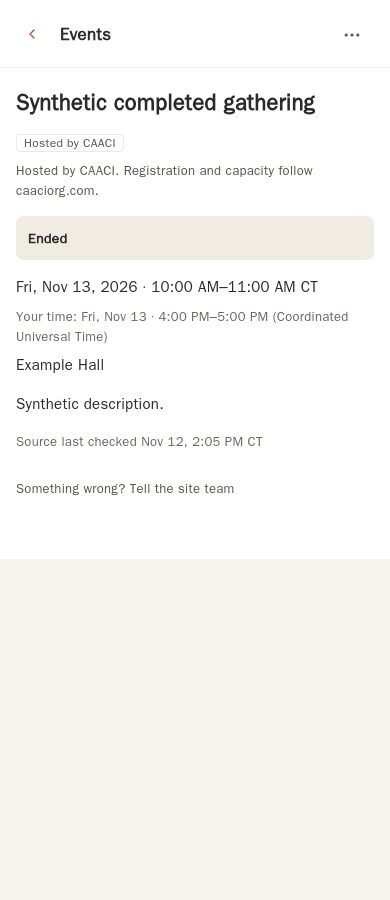 Events
Synthetic completed gathering
Hosted by CAACI
Hosted by CAACI. Registration and capacity follow
caaciorg.com.
Ended
Fri, Nov 13, 2026 · 10:00 AM–11:00 AM CT
Your time: Fri, Nov 13 · 4:00 PM–5:00 PM (Coordinated
Universal Time)
Example Hall
Synthetic description.
Source last checked Nov 12, 2:05 PM CT
Something wrong? Tell the site team